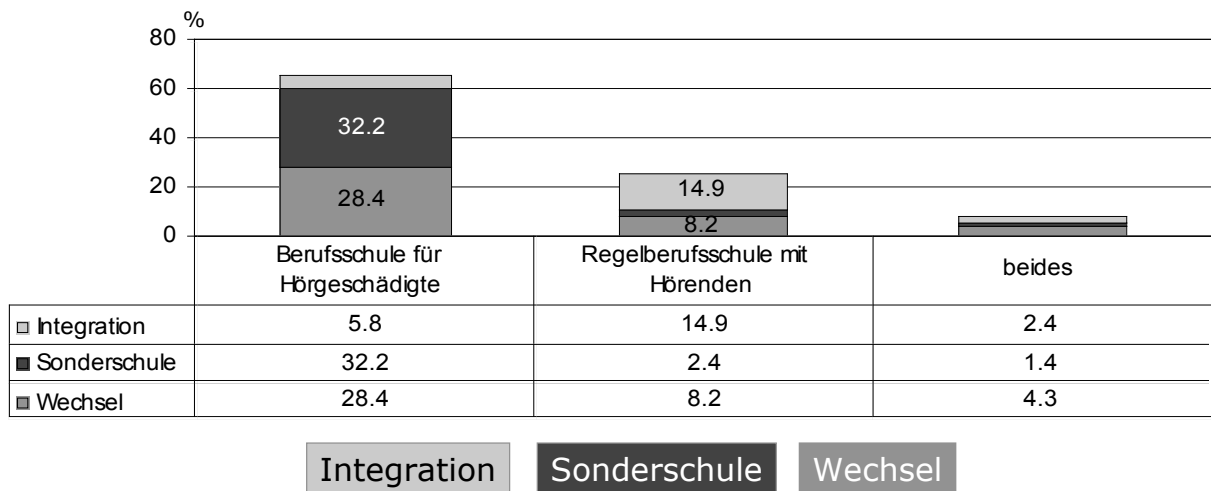 %
80
60
40
20
0
32.2
28.4
14.9
8.2
Berufsschule für
Hörgeschädigte
Regelberufsschule mit
Hörenden
beides
Integration 5.8 14.9 2.4
Sonderschule 32.2 2.4 1.4
Wechsel 28.4 8.2 4.3
Integration Sonderschule Wechsel